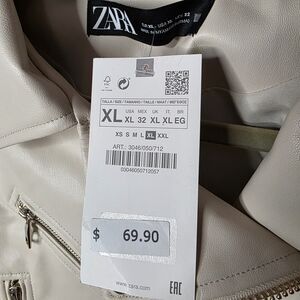 ZARA
TALLA / SIZE / TAMANHO / TAILLE / MAAT / MĚŘENÍ
XL
USA MEX UK IT BR
XL 32 XL XL EG
XS S M L XL XXL
ART.: 3046/050/712
03046050712057
$ 69.90
www.zara.com
EAC